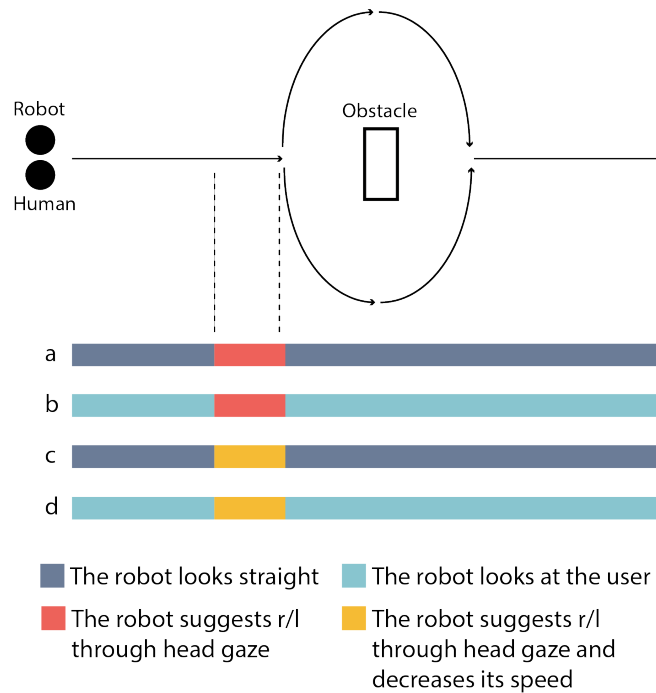 Robot
Obstacle
Human
a
b
c
d
The robot looks straight
The robot looks at the user
The robot suggests r/l
through head gaze
The robot suggests r/l
through head gaze and
decreases its speed